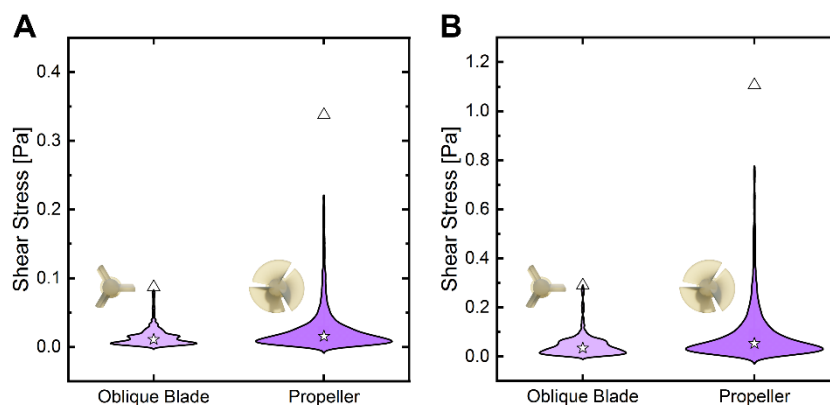 A
B
Shear Stress [Pa]
0.4
0.3
0.2
0.1
0.0
Oblique Blade
Propeller
Shear Stress [Pa]
1.2
1.0
0.8
0.6
0.4
0.2
0.0
Oblique Blade
Propeller